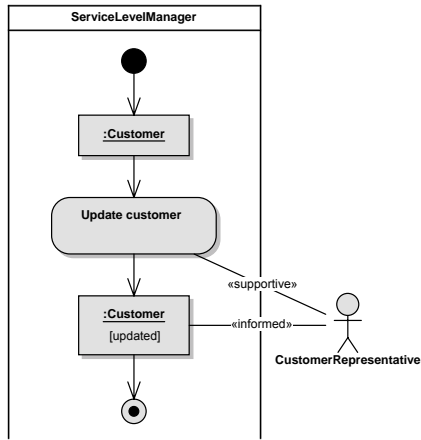 ServiceLevelManager
:Customer
Update customer
«supportive»
:Customer
[updated]
«informed»
CustomerRepresentative